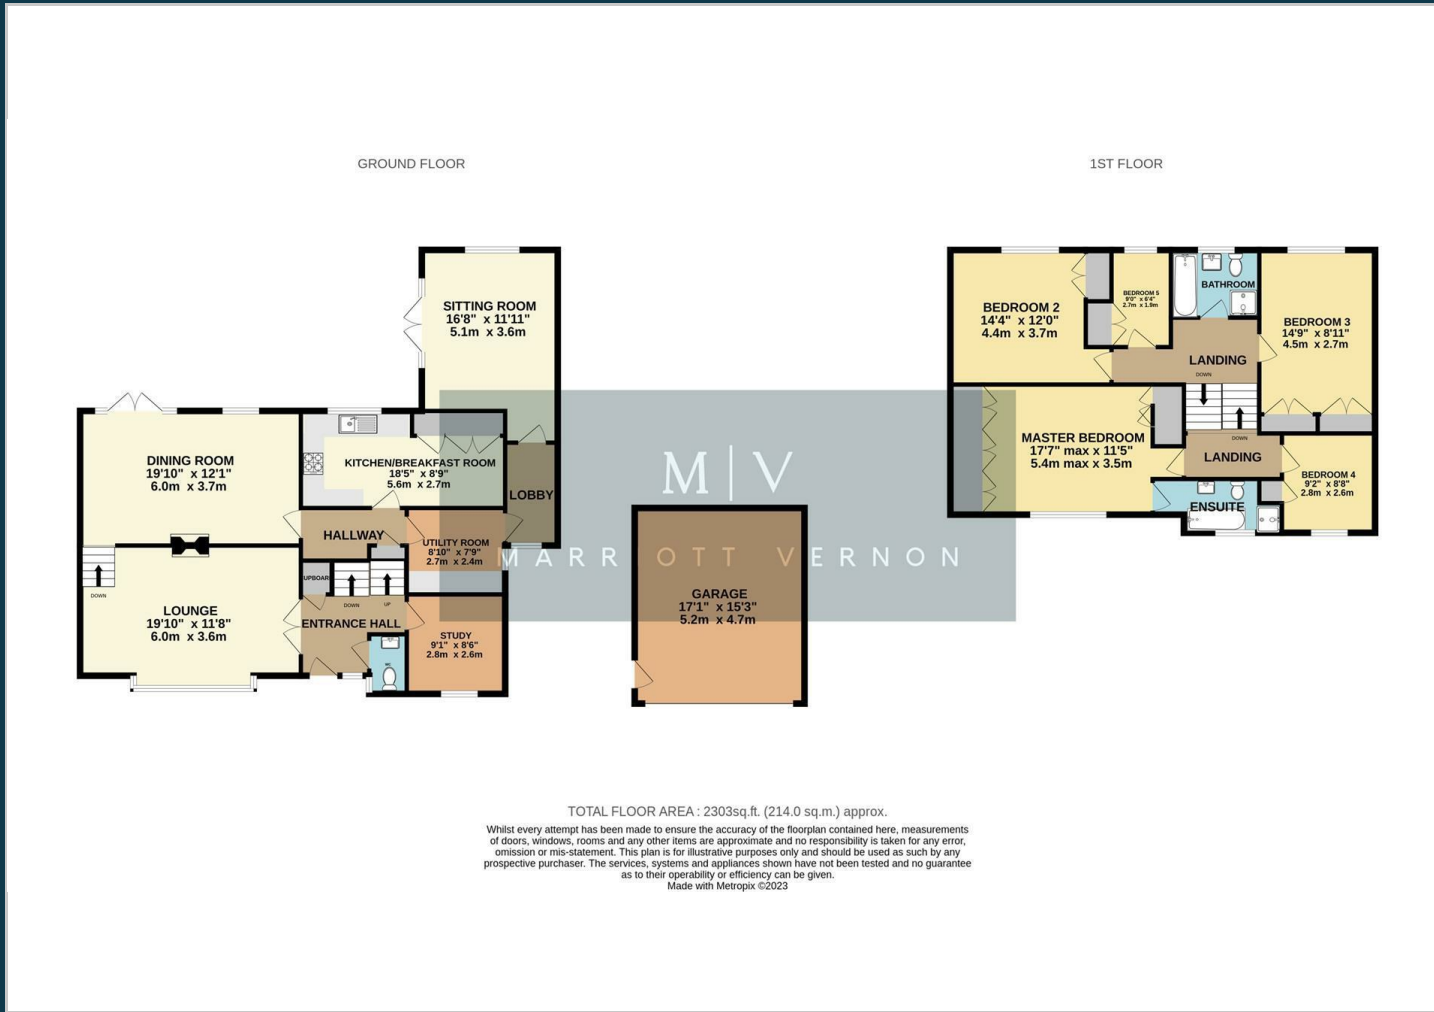 GROUND FLOOR
1ST FLOOR
SITTING ROOM
16'8" x 11'11"
5.1m x 3.6m
DINING ROOM
19'10" x 12'1"
6.0m x 3.7m
KITCHEN/BREAKFAST ROOM
18'5" x 8'9"
5.6m x 2.7m
LOBBY
HALLWAY
UTILITY ROOM
8'10" x 7'9"
2.7m x 2.4m
DOWN
LOUNGE
19'10" x 11'8"
6.0m x 3.6m
UPBOAR
DOWN
UP
ENTRANCE HALL
WC
STUDY
9'1" x 8'6"
2.8m x 2.6m
M|V
MARRIOTT VERNON
GARAGE
17'1" x 15'3"
5.2m x 4.7m
BEDROOM 2
14'4" x 12'0"
4.4m x 3.7m
BEDROOM 5
9'0" x 6'4"
2.7m x 1.9m
BATHROOM
BEDROOM 3
14'9" x 8'11"
4.5m x 2.7m
LANDING
DOWN
MASTER BEDROOM
17'7" max x 11'5"
5.4m max x 3.5m
DOWN
LANDING
BEDROOM 4
9'2" x 8'8"
2.8m x 2.6m
ENSUITE
TOTAL FLOOR AREA : 2303sq.ft. (214.0 sq.m.) approx.
Whilst every attempt has been made to ensure the accuracy of the floorplan contained here, measurements
of doors, windows, rooms and any other items are approximate and no responsibility is taken for any error,
omission or mis-statement. This plan is for illustrative purposes only and should be used as such by any
prospective purchaser. The services, systems and appliances shown have not been tested and no guarantee
as to their operability or efficiency can be given.
Made with Metropix ©2023